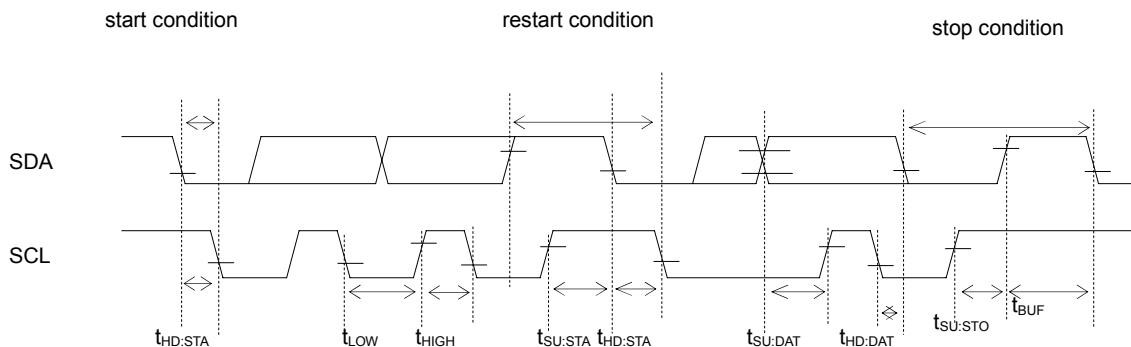 start condition
restart condition
stop condition
SDA
SCL
tHD:STA
tLOW
tHIGH
tSU:STA
tHD:STA
tSU:DAT
tHD:DAT
tSU:STO
tBUF